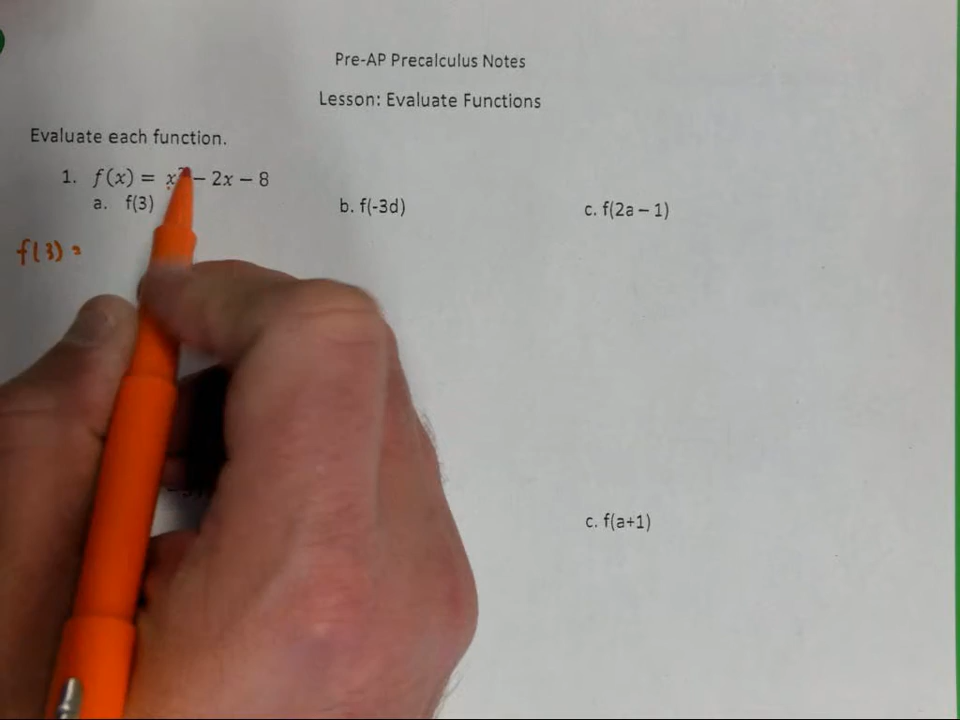 Pre-AP Precalculus Notes
Lesson: Evaluate Functions
Evaluate each function.
1. f(x) = x² – 2x – 8
a. f(3)
b. f(-3d)
c. f(2a – 1)
f(3) =
c. f(a+1)